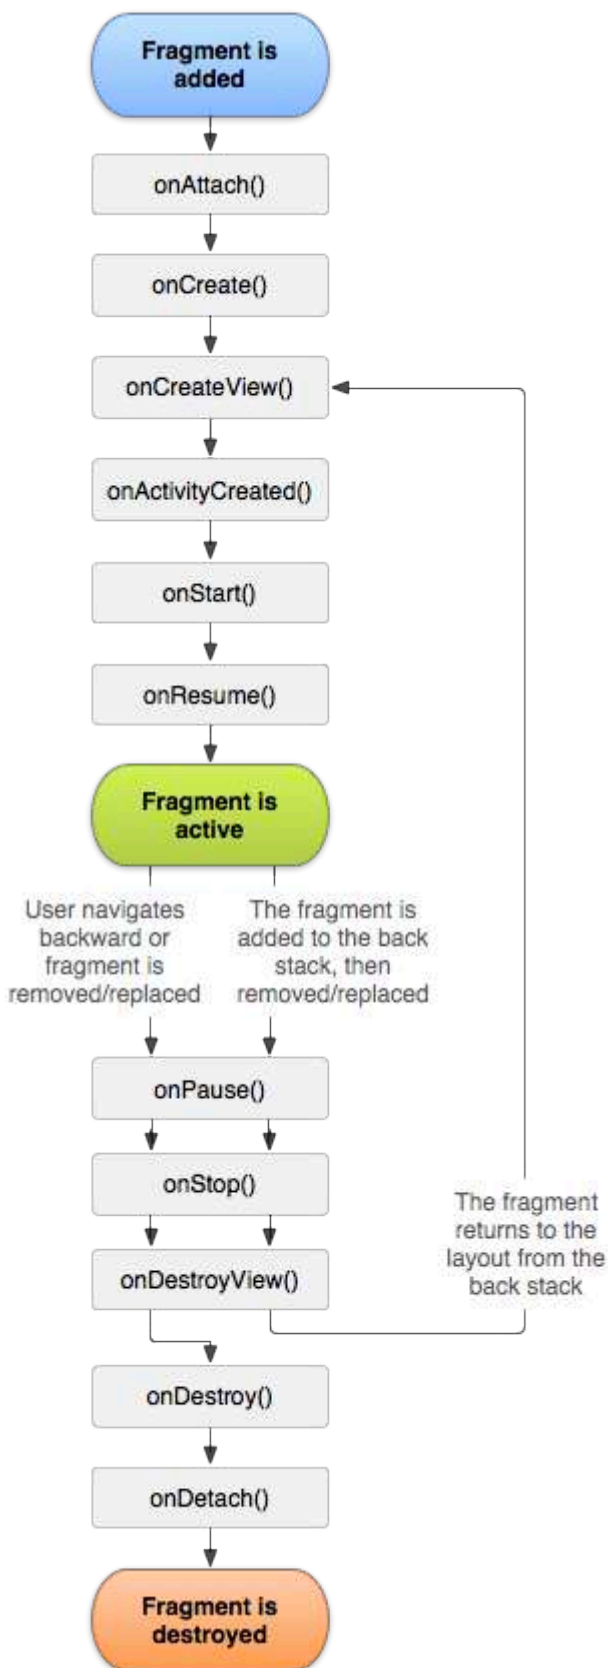 Fragment is
added
onAttach()
onCreate()
onCreateView()
onActivityCreated()
onStart()
onResume()
Fragment is
active
User navigates
backward or
fragment is
removed/replaced
The fragment is
added to the back
stack, then
removed/replaced
onPause()
onStop()
onDestroyView()
The fragment
returns to the
layout from the
back stack
onDestroy()
onDetach()
Fragment is
destroyed